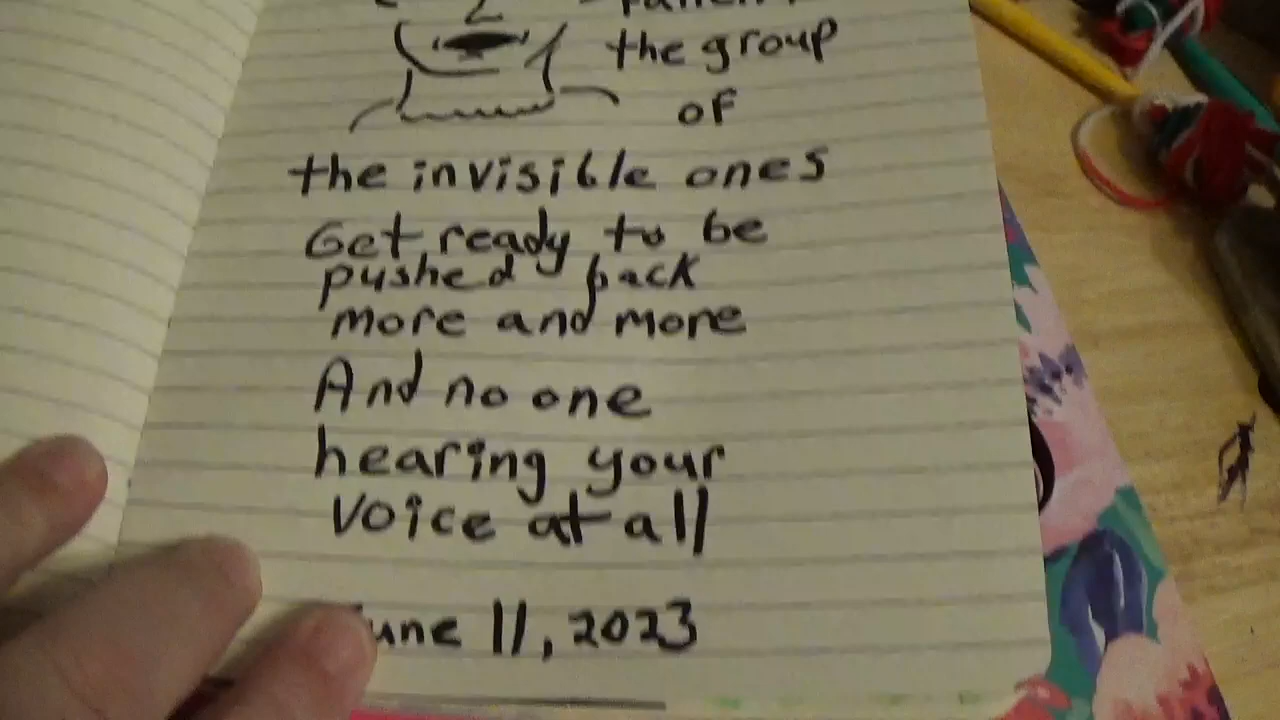 the group
of
the invisible ones
Get ready to be
pushed back
more and more
And no one
hearing your
voice at all
June 11, 2023